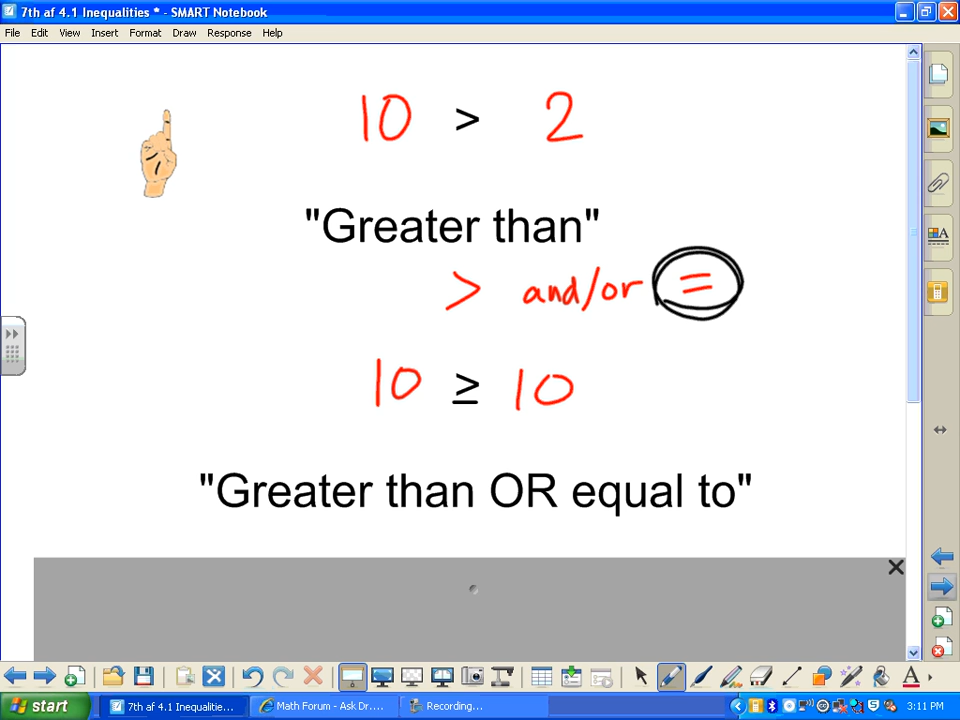 7th af 4.1 Inequalities * - SMART Notebook
File Edit View Insert Format Draw Response Help
10 > 2
"Greater than"
> and/or =
10 ≥ 10
"Greater than OR equal to"
start 7th af 4.1 Inequalitie... Math Forum - Ask Dr.... Recording... 3:11 PM